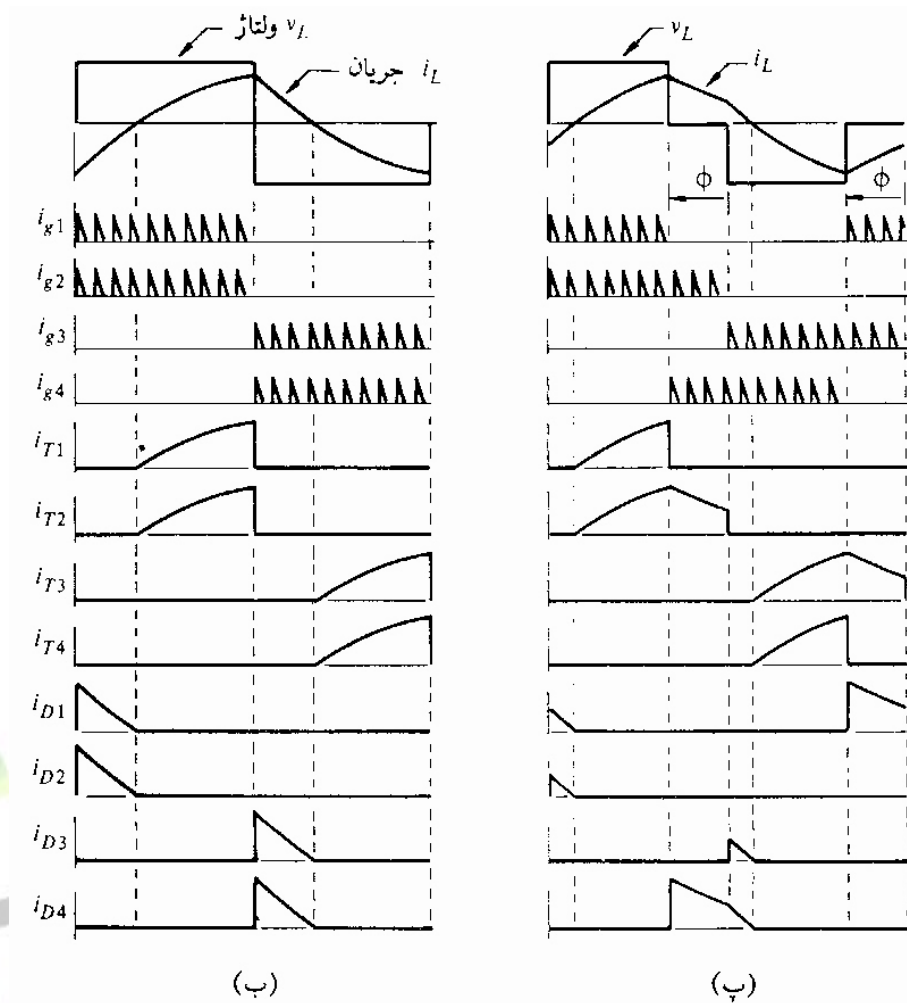 ولتاژ v_L
جریان i_L
v_L
i_L
ϕ
ϕ
i_g1
i_g2
i_g3
i_g4
i_T1
i_T2
i_T3
i_T4
i_D1
i_D2
i_D3
i_D4
(ب)
(پ)